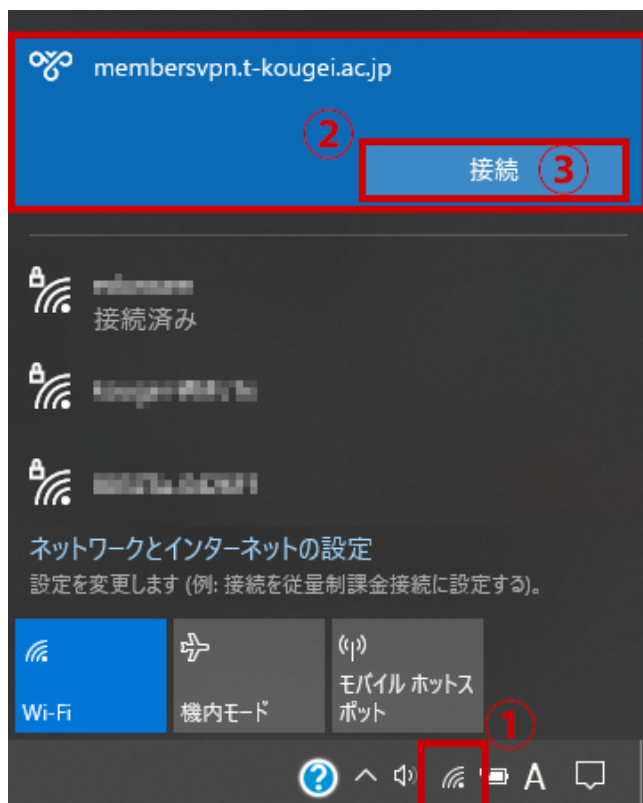 membersvpn.t-kougei.ac.jp
②
接続 ③
接続済み
ネットワークとインターネットの設定
設定を変更します (例: 接続を従量制課金接続に設定する)。
Wi-Fi
機内モード
モバイル ホットス
ポット
①
? A